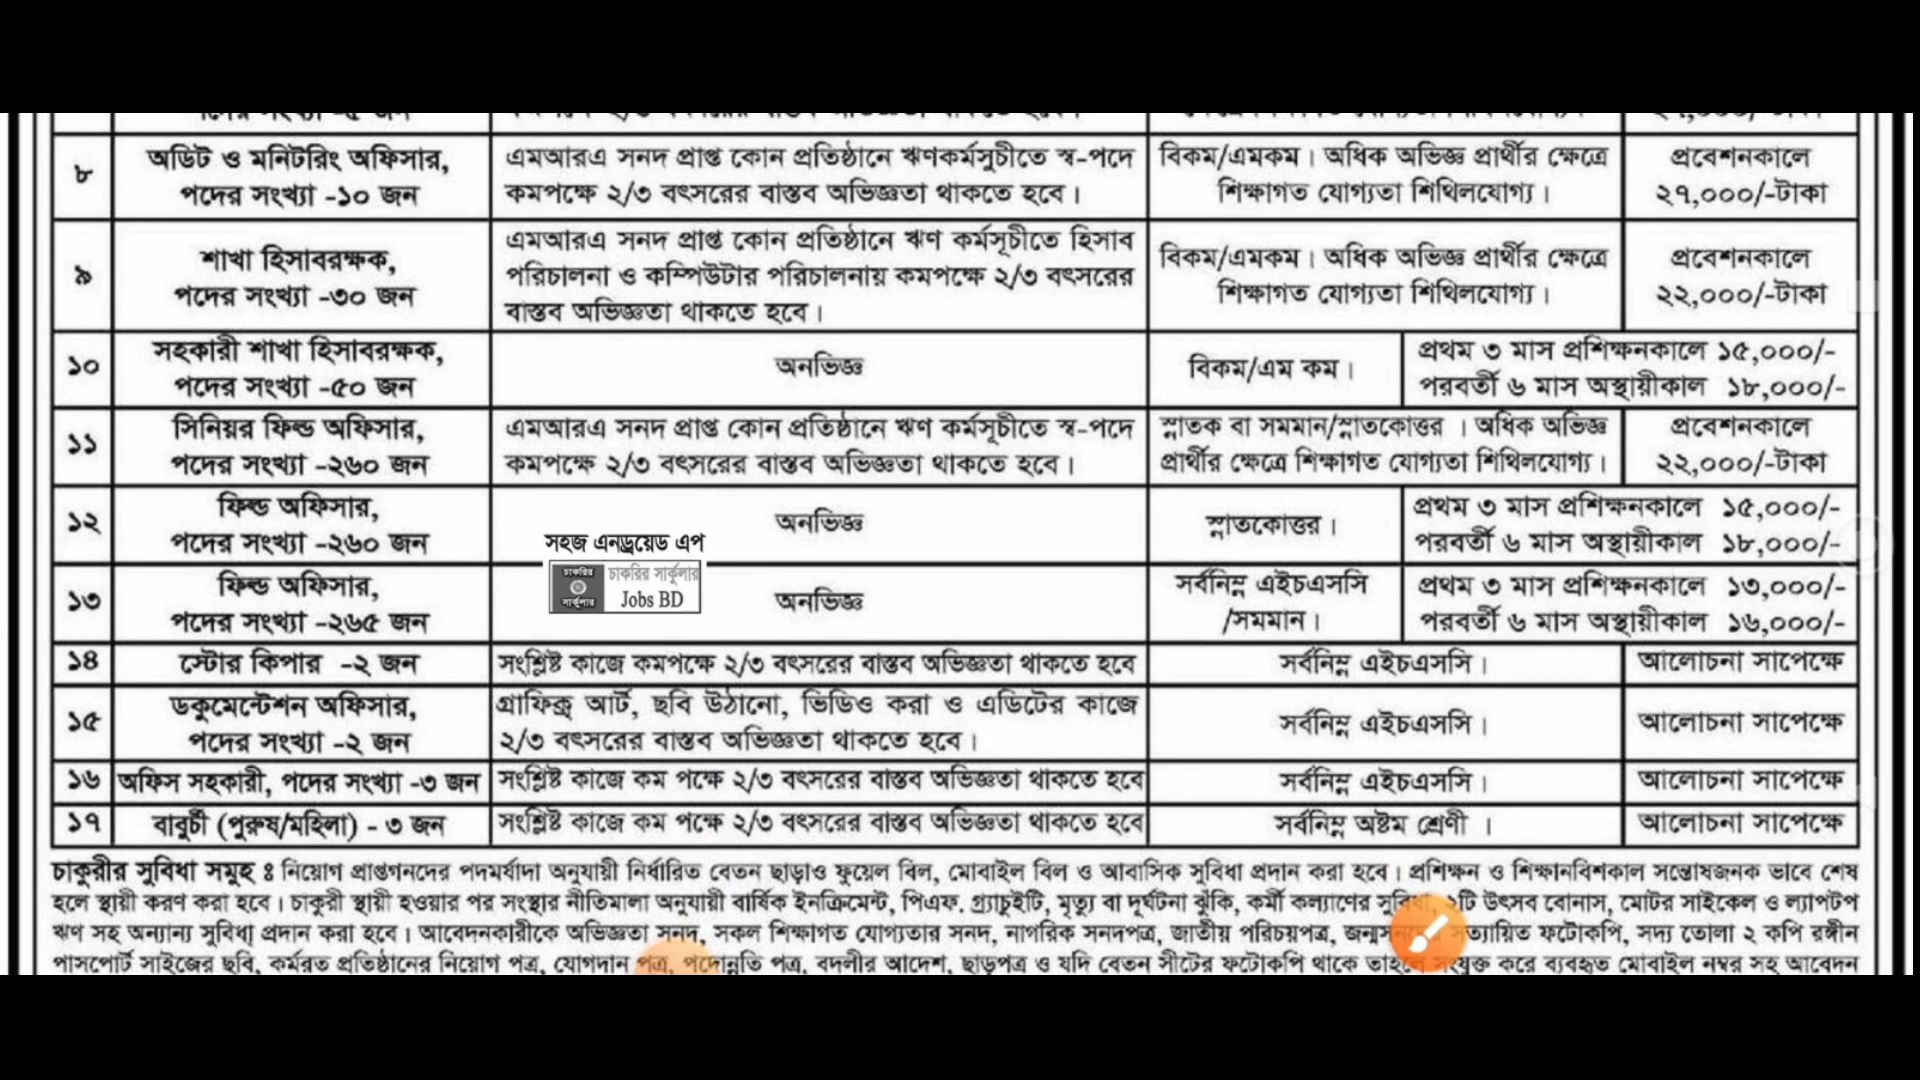 ৮ অডিট ও মনিটরিং অফিসার, এমআরএ সনদ প্রাপ্ত কোন প্রতিষ্ঠানে ঋণকর্মসুচীতে স্ব-পদে বিকম/এমকম। অধিক অভিজ্ঞ প্রার্থীর ক্ষেত্রে প্রবেশনকালে
পদের সংখ্যা -১০ জন কমপক্ষে ২/৩ বৎসরের বাস্তব অভিজ্ঞতা থাকতে হবে। শিক্ষাগত যোগ্যতা শিথিলযোগ্য। ২৭,০০০/-টাকা
এমআরএ সনদ প্রাপ্ত কোন প্রতিষ্ঠানে ঋণ কর্মসূচীতে হিসাব
৯ শাখা হিসাবরক্ষক, পরিচালনা ও কম্পিউটার পরিচালনায় কমপক্ষে ২/৩ বৎসরের বিকম/এমকম। অধিক অভিজ্ঞ প্রার্থীর ক্ষেত্রে প্রবেশনকালে
পদের সংখ্যা -৩০ জন বাস্তব অভিজ্ঞতা থাকতে হবে। শিক্ষাগত যোগ্যতা শিথিলযোগ্য। ২২,০০০/-টাকা
১০ সহকারী শাখা হিসাবরক্ষক, অনভিজ্ঞ বিকম/এম কম। প্রথম ৩ মাস প্রশিক্ষনকালে ১৫,০০০/-
পদের সংখ্যা -৫০ জন পরবর্তী ৬ মাস অস্থায়ীকাল ১৮,০০০/-
১১ সিনিয়র ফিল্ড অফিসার, এমআরএ সনদ প্রাপ্ত কোন প্রতিষ্ঠানে ঋণ কর্মসূচীতে স্ব-পদে স্নাতক বা সমমান/স্নাতকোত্তর । অধিক অভিজ্ঞ প্রবেশনকালে
পদের সংখ্যা -২৬০ জন কমপক্ষে ২/৩ বৎসরের বাস্তব অভিজ্ঞতা থাকতে হবে। প্রার্থীর ক্ষেত্রে শিক্ষাগত যোগ্যতা শিথিলযোগ্য। ২২,০০০/-টাকা
১২ ফিল্ড অফিসার, অনভিজ্ঞ স্নাতকোত্তর। প্রথম ৩ মাস প্রশিক্ষনকালে ১৫,০০০/-
পদের সংখ্যা -২৬০ জন পরবর্তী ৬ মাস অস্থায়ীকাল ১৮,০০০/-
সহজ এনড্রয়েড এপ
চাকরির সার্কুলার চাকরির সার্কুলার
Jobs BD
১৩ ফিল্ড অফিসার, অনভিজ্ঞ সর্বনিম্ন এইচএসসি প্রথম ৩ মাস প্রশিক্ষনকালে ১৩,০০০/-
পদের সংখ্যা -২৬৫ জন /সমমান। পরবর্তী ৬ মাস অস্থায়ীকাল ১৬,০০০/-
১৪ স্টোর কিপার -২ জন সংশ্লিষ্ট কাজে কমপক্ষে ২/৩ বৎসরের বাস্তব অভিজ্ঞতা থাকতে হবে সর্বনিম্ন এইচএসসি। আলোচনা সাপেক্ষে
১৫ ডকুমেন্টেশন অফিসার, গ্রাফিক্স আর্ট, ছবি উঠানো, ভিডিও করা ও এডিটের কাজে সর্বনিম্ন এইচএসসি। আলোচনা সাপেক্ষে
পদের সংখ্যা -২ জন ২/৩ বৎসরের বাস্তব অভিজ্ঞতা থাকতে হবে।
১৬ অফিস সহকারী, পদের সংখ্যা -৩ জন সংশ্লিষ্ট কাজে কম পক্ষে ২/৩ বৎসরের বাস্তব অভিজ্ঞতা থাকতে হবে সর্বনিম্ন এইচএসসি। আলোচনা সাপেক্ষে
১৭ বাবুর্চী (পুরুষ/মহিলা) - ৩ জন সংশ্লিষ্ট কাজে কম পক্ষে ২/৩ বৎসরের বাস্তব অভিজ্ঞতা থাকতে হবে সর্বনিম্ন অষ্টম শ্রেণী । আলোচনা সাপেক্ষে
চাকুরীর সুবিধা সমুহ ঃ নিয়োগ প্রাপ্তগনদের পদমর্যাদা অনুযায়ী নির্ধারিত বেতন ছাড়াও ফুয়েল বিল, মোবাইল বিল ও আবাসিক সুবিধা প্রদান করা হবে। প্রশিক্ষন ও শিক্ষানবিশকাল সন্তোষজনক ভাবে শেষ
হলে স্থায়ী করণ করা হবে। চাকুরী স্থায়ী হওয়ার পর সংস্থার নীতিমালা অনুযায়ী বার্ষিক ইনক্রিমেন্ট, পিএফ. গ্র্যাচুইটি, মৃত্যু বা দূর্ঘটনা ঝুঁকি, কর্মী কল্যাণের উৎসব বোনাস, মোটর সাইকেল ও ল্যাপটপ
ঋণ সহ অন্যান্য সুবিধা প্রদান করা হবে। আবেদনকারীকে অভিজ্ঞতা সনদ, সকল শিক্ষাগত যোগ্যতার সনদ, নাগরিক সনদপত্র, জাতীয় পরিচয়পত্র, সত্যায়িত ফটোকপি, সদ্য তোলা ২ কপি রঙ্গীন
পাসপোর্ট সাইজের ছবি, কর্মরত প্রতিষ্ঠানের নিয়োগ পত্র, যোগদান পত্র, পদোন্নতি পত্র, বদলীর আদেশ, ছাড়পত্র ও যদি বেতন সীটের ফটোকপি থাকে তাহলে সংযুক্ত করে ব্যবহৃত মোবাইল নম্বর সহ আবেদন